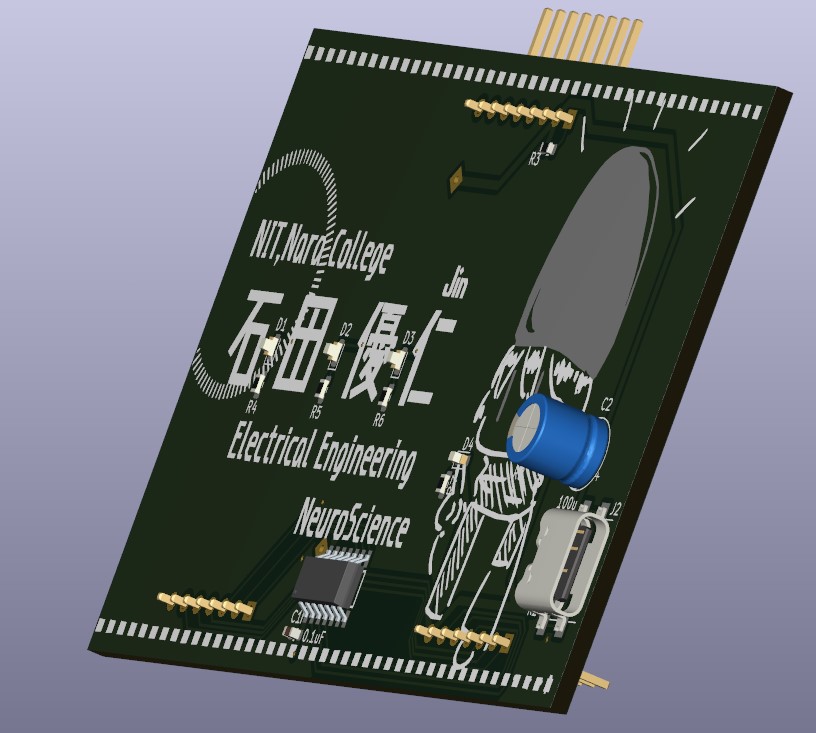 R3
NIT,Nara College
Jin
石田 優仁
D1
D2
D3
R4
R5
R6
C2
Electrical Engineering
D4
NeuroScience
100u
J2
C1
0.1uF